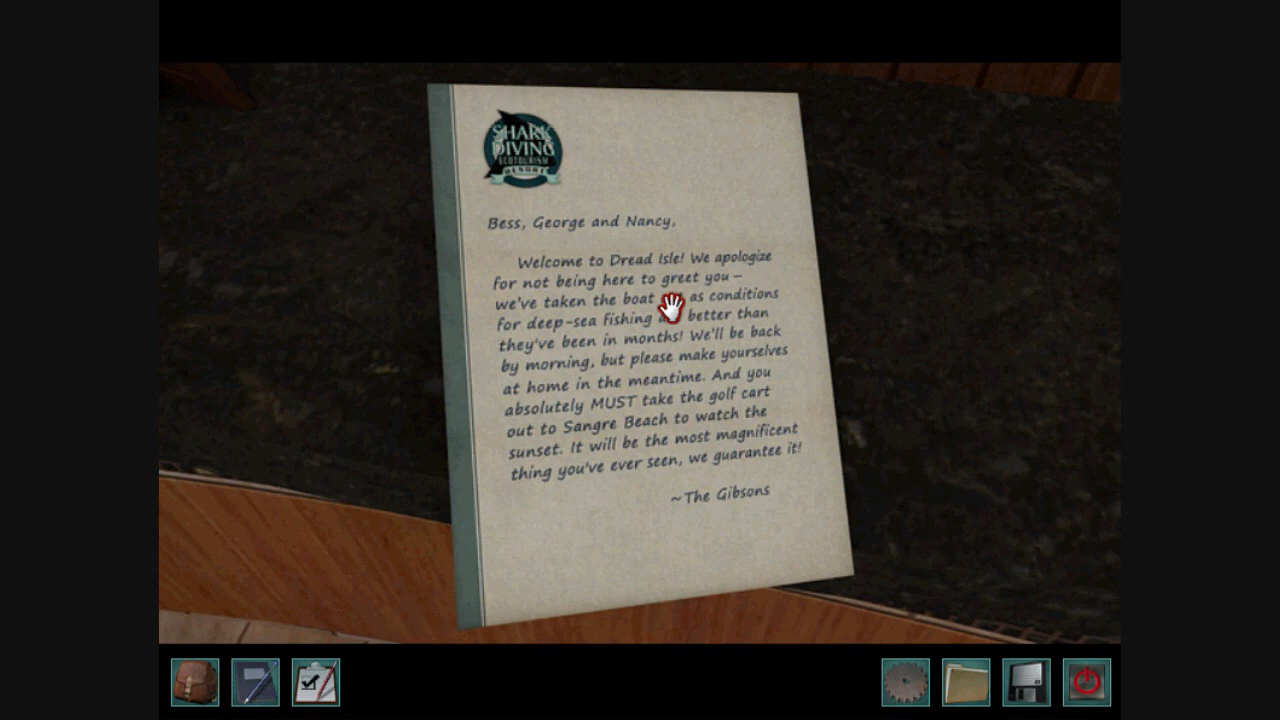 SHARK
DIVING
ECOTOURISM
RESORT
Bess, George and Nancy,
Welcome to Dread Isle! We apologize
for not being here to greet you –
we've taken the boat as conditions
for deep-sea fishing better than
they've been in months! We'll be back
by morning, but please make yourselves
at home in the meantime. And you
absolutely MUST take the golf cart
out to Sangre Beach to watch the
sunset. It will be the most magnificent
thing you've ever seen, we guarantee it!
~The Gibsons